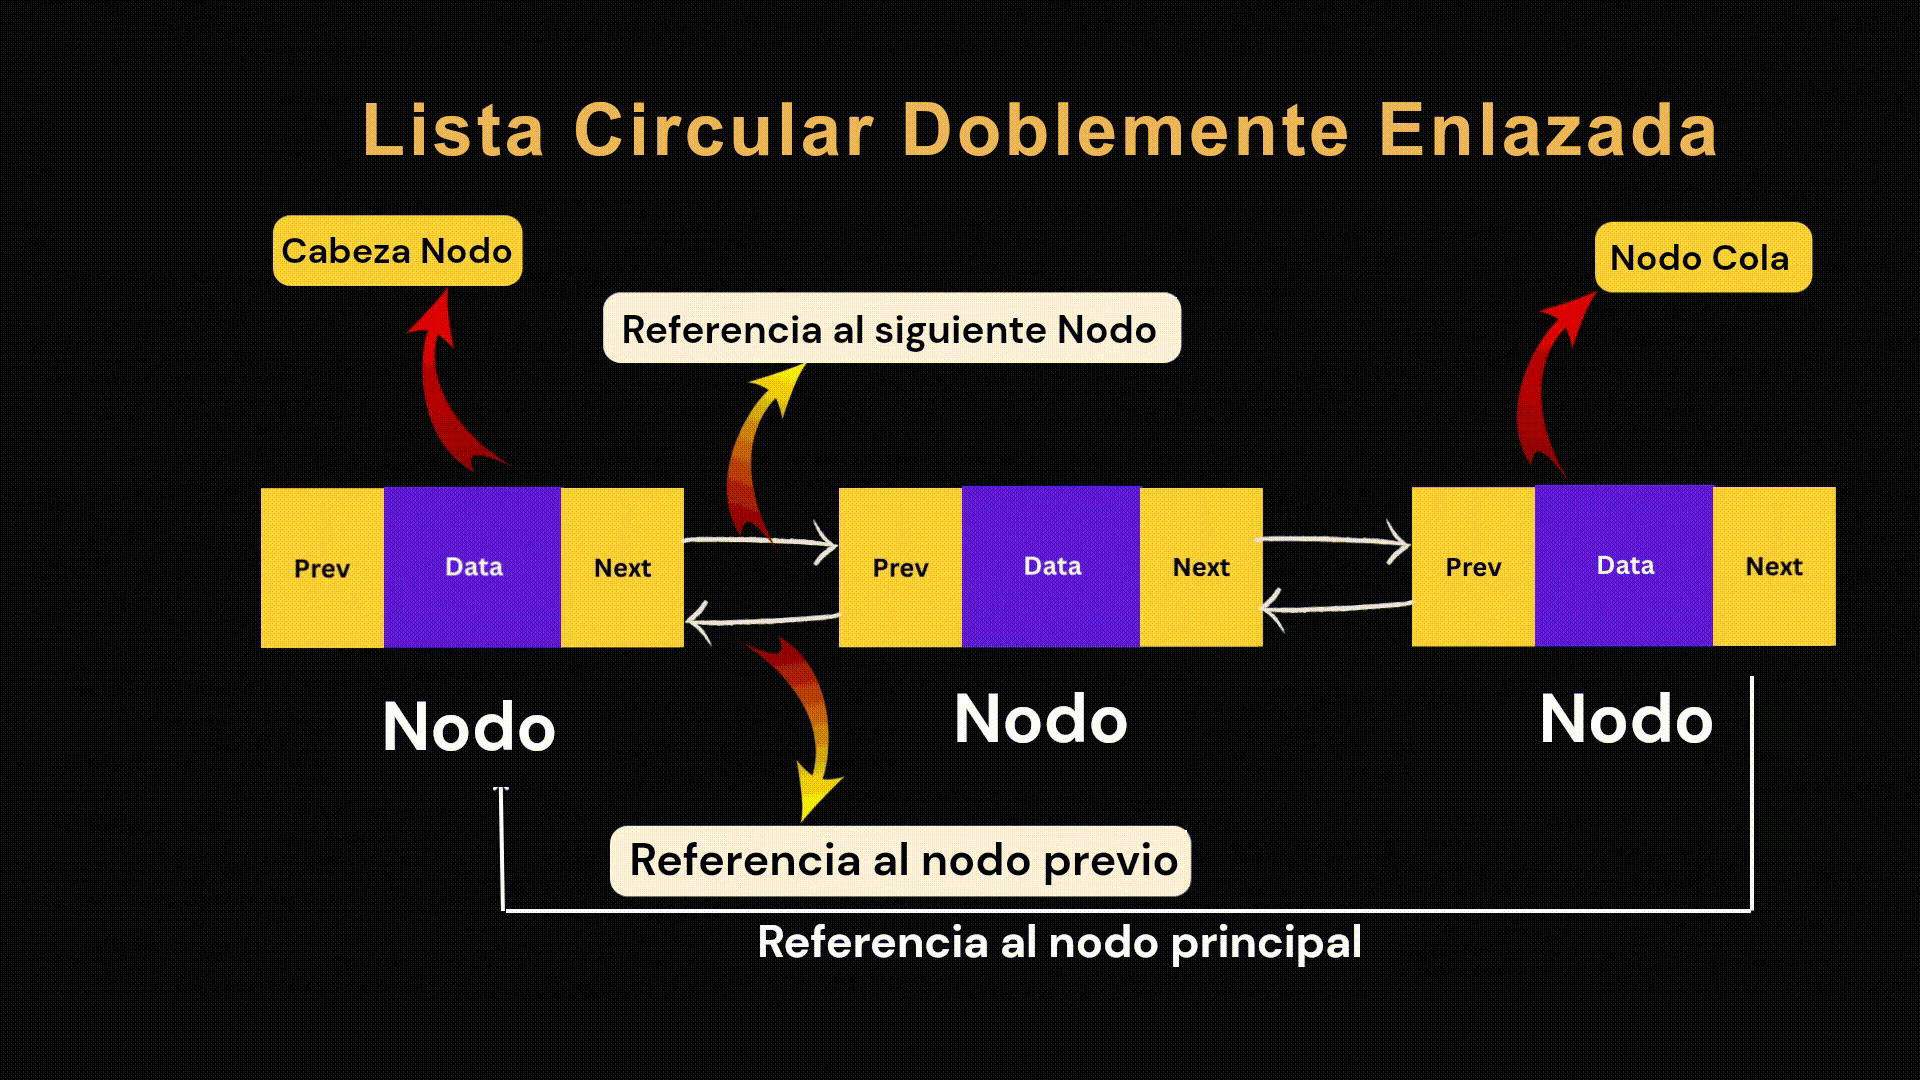 Lista Circular Doblemente Enlazada
Cabeza Nodo
Nodo Cola
Referencia al siguiente Nodo
Prev Data Next
Prev Data Next
Prev Data Next
Nodo
Nodo
Nodo
Referencia al nodo previo
Referencia al nodo principal